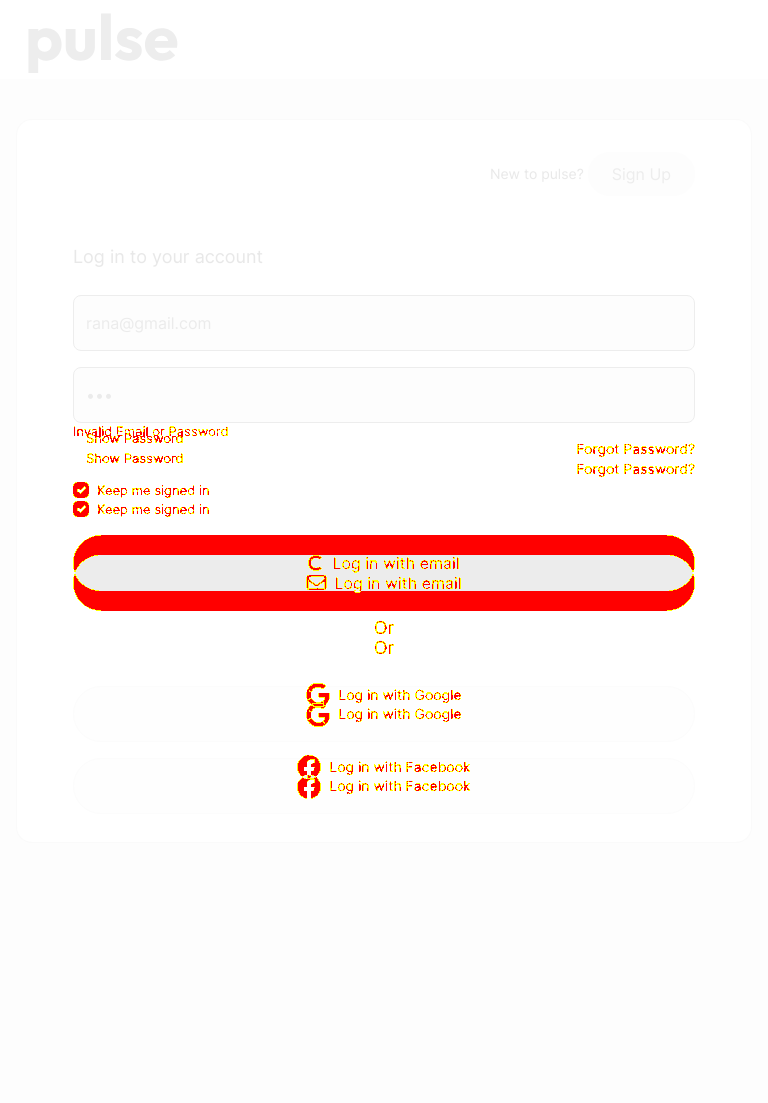 pulse
New to pulse? Sign Up
Log in to your account
rana@gmail.com
Invalid Email or Password
Show Password
Forgot Password?
Show Password
Forgot Password?
Keep me signed in
Keep me signed in
Log in with email
Log in with email
Or
Or
Log in with Google
Log in with Google
Log in with Facebook
Log in with Facebook